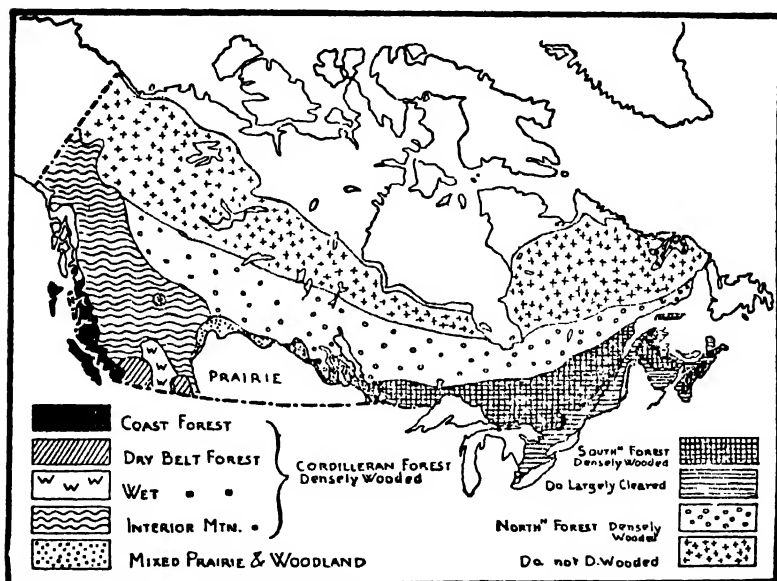 PRAIRIE
COAST FOREST
DRY BELT FOREST
WET " "
INTERIOR MTN. "
MIXED PRAIRIE & WOODLAND
CORDILLERAN FOREST
Densely Wooded
SOUTHN FOREST
Densely Wooded
Do Largely Cleared
NORTHN FOREST Densely
Wooded
Do not D. Wooded